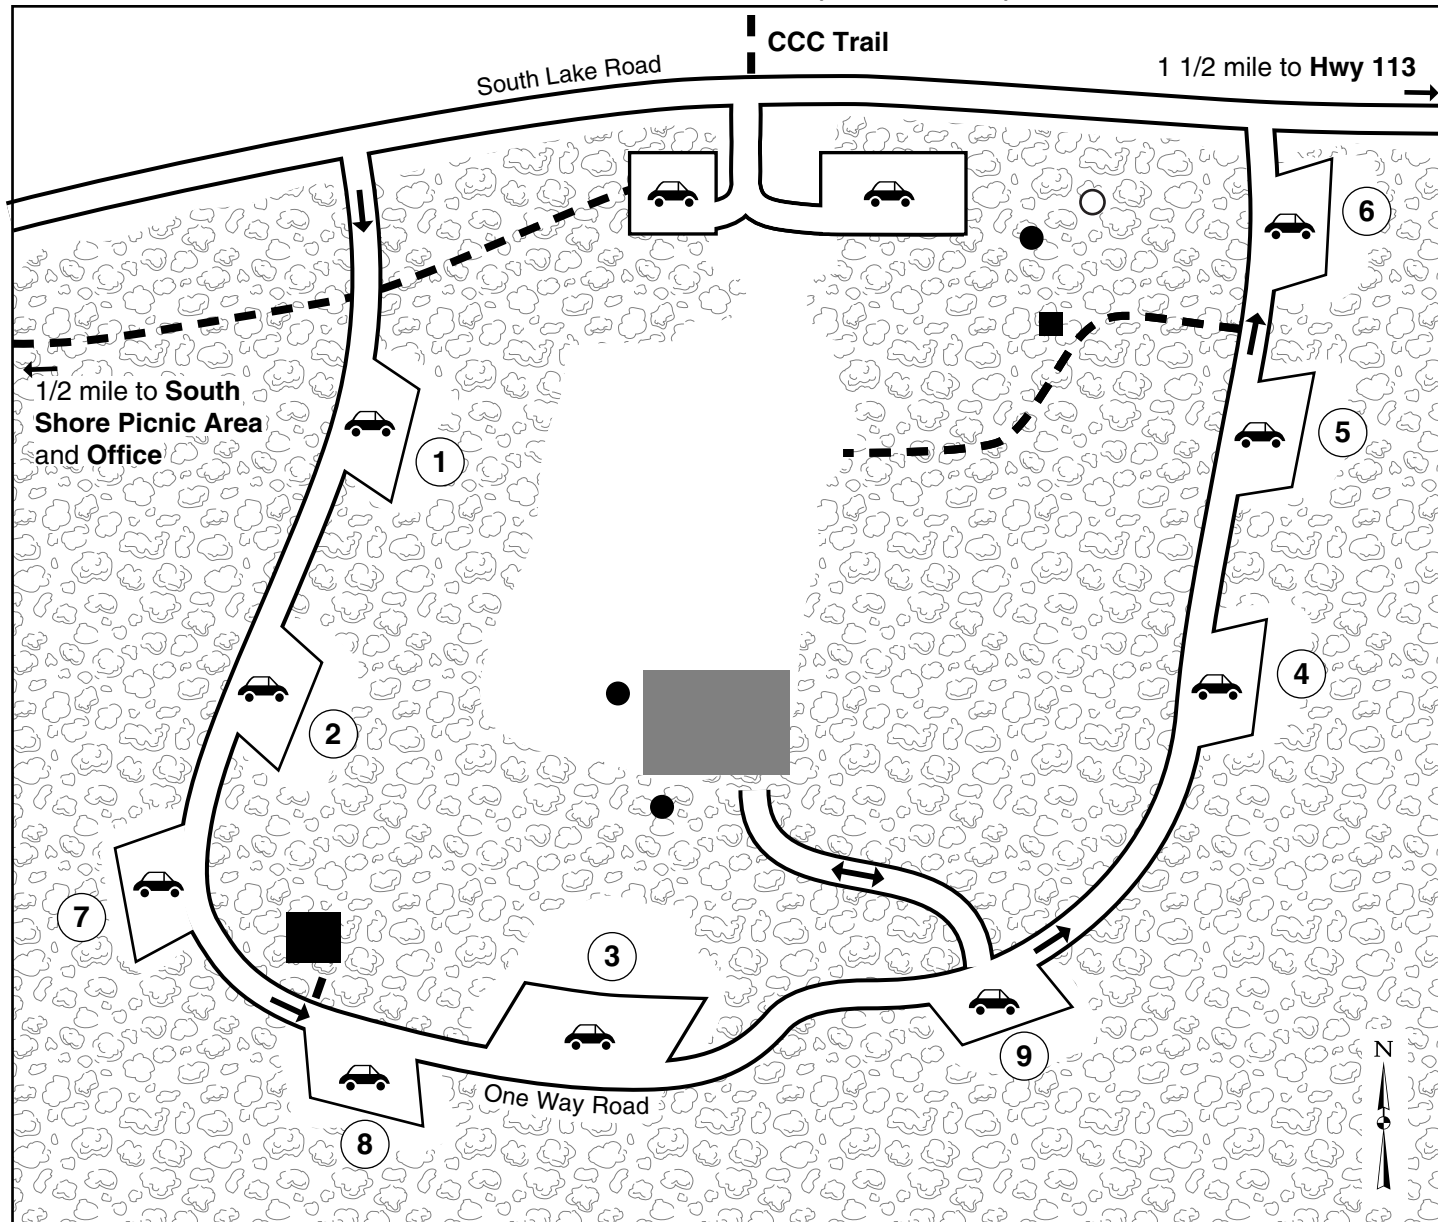 CCC Trail
South Lake Road
1 1/2 mile to Hwy 113
6
1/2 mile to South
Shore Picnic Area
and Office
1
5
4
2
7
3
9
N
One Way Road
8